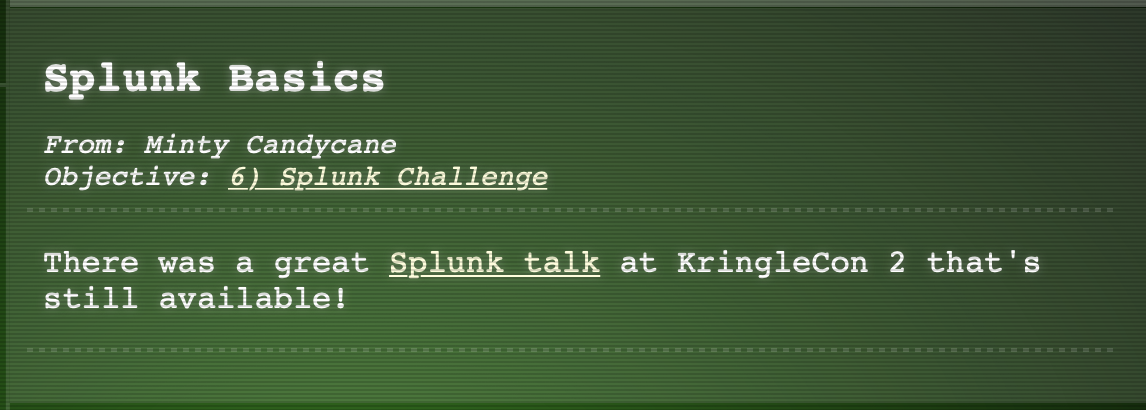 Splunk Basics
From: Minty Candycane
Objective: 6) Splunk Challenge
There was a great Splunk talk at KringleCon 2 that's
still available!